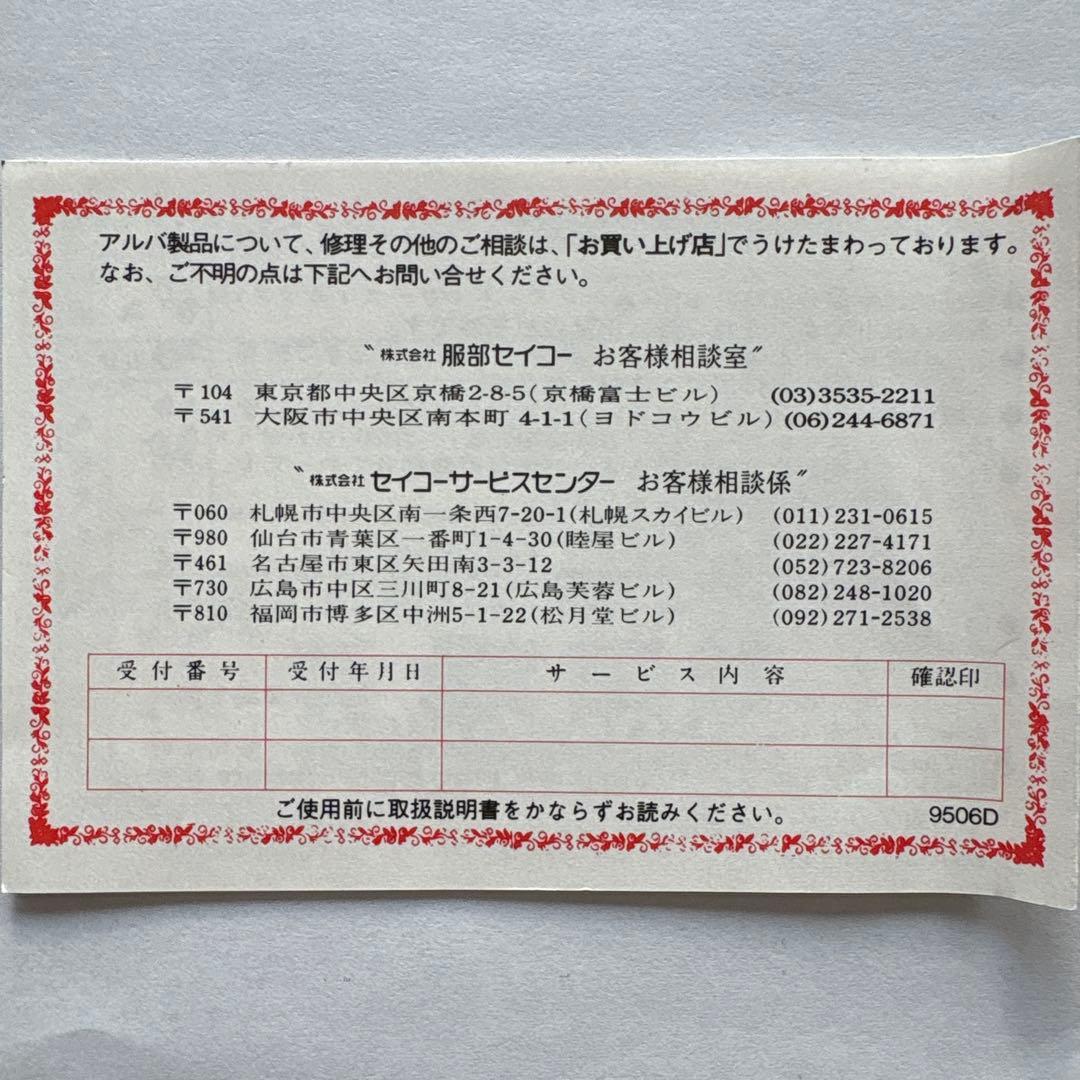 アルバ製品について、修理その他のご相談は、「お買い上げ店」でうけたまわっております。
なお、ご不明の点は下記へお問い合せください。
〝株式会社 服部セイコー お客様相談室〞
〒104 東京都中央区京橋2-8-5(京橋富士ビル) (03)3535-2211
〒541 大阪市中央区南本町 4-1-1(ヨドコウビル) (06)244-6871
〝株式会社 セイコーサービスセンター お客様相談係〞
〒060 札幌市中央区南一条西7-20-1(札幌スカイビル) (011)231-0615
〒980 仙台市青葉区一番町1-4-30(睦屋ビル) (022)227-4171
〒461 名古屋市東区矢田南3-3-12 (052)723-8206
〒730 広島市中区三川町8-21(広島芙蓉ビル) (082)248-1020
〒810 福岡市博多区中洲5-1-22(松月堂ビル) (092)271-2538
受付番号 受付年月日 サービス内容 確認印
ご使用前に取扱説明書をかならずお読みください。 9506D